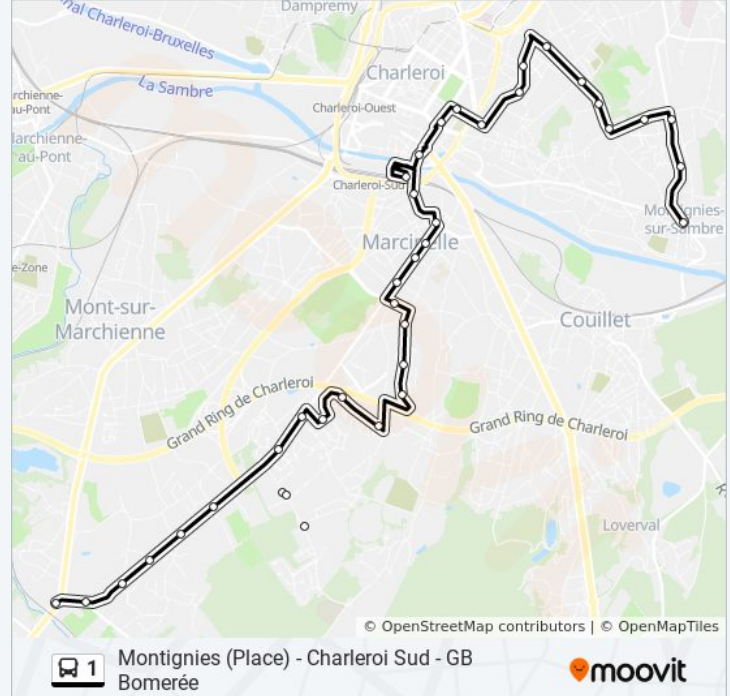 Dampremy
nal Charleroi-Bruxelles
La Sambre
Charleroi
rchienne-
au-Pont
Charleroi-Ouest
Marchienne-
au-Pont
Charleroi-Sud
Montignies-
sur-Sambre
Marcinelle
e-Zone
Mont-sur-
Marchienne
Couillet
Grand Ring de Charleroi
Grand Ring de Charleroi
R
Loverval
© OpenStreetMap contributors | © OpenMapTiles
1
Montignies (Place) - Charleroi Sud - GB
Bomerée
moovit